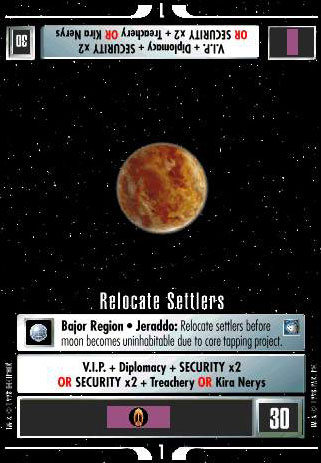 1
V.I.P. + Diplomacy + SECURITY x2
OR SECURITY x2 + Treachery OR Kira Nerys
30
Relocate Settlers
Bajor Region • Jeraddo: Relocate settlers before
moon becomes uninhabitable due to core tapping project.
V.I.P. + Diplomacy + SECURITY x2
OR SECURITY x2 + Treachery OR Kira Nerys
30
1